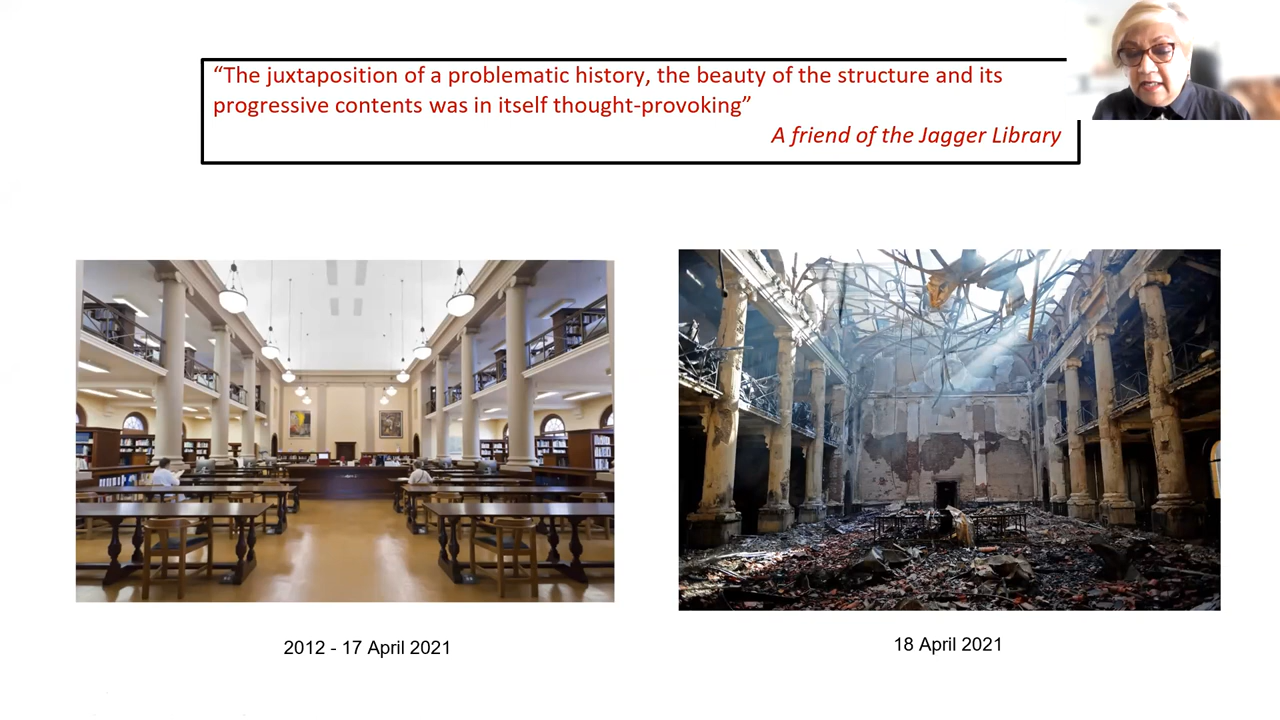 “The juxtaposition of a problematic history, the beauty of the structure and its
progressive contents was in itself thought-provoking”
A friend of the Jagger Library
2012 - 17 April 2021
18 April 2021